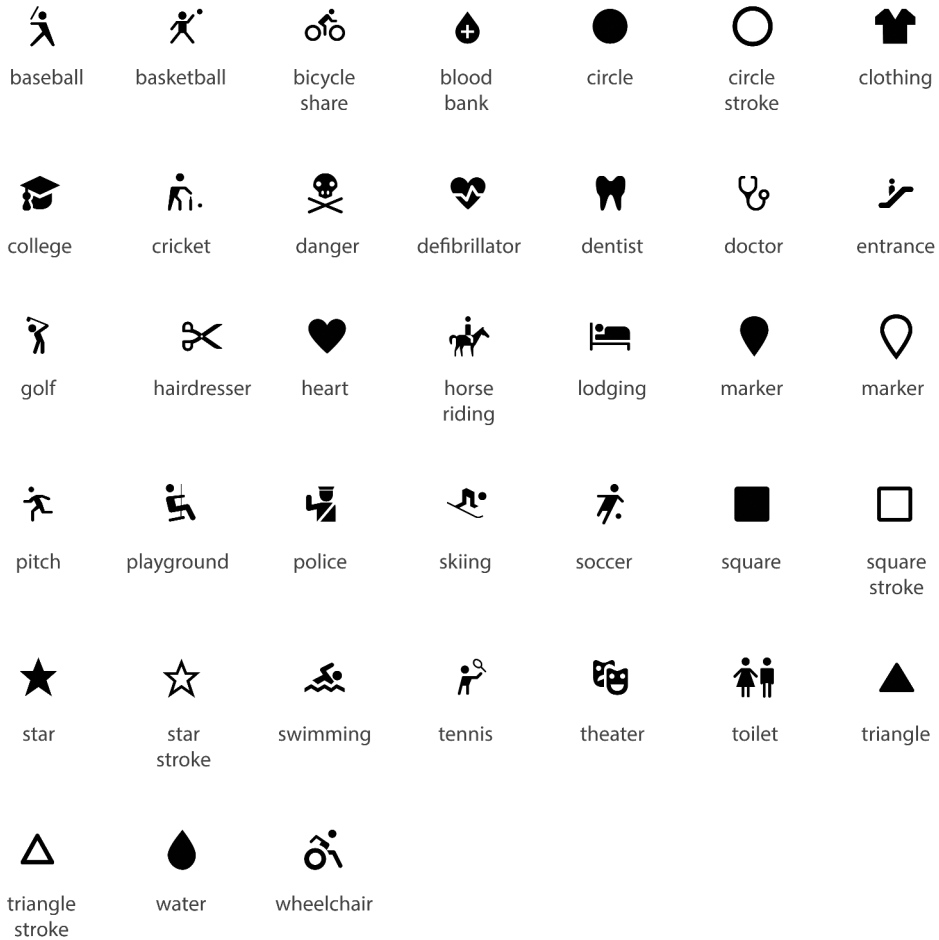 baseball
basketball
bicycle
share
blood
bank
circle
circle
stroke
clothing
college
cricket
danger
defibrillator
dentist
doctor
entrance
golf
hairdresser
heart
horse
riding
lodging
marker
marker
pitch
playground
police
skiing
soccer
square
square
stroke
star
star
stroke
swimming
tennis
theater
toilet
triangle
triangle
stroke
water
wheelchair